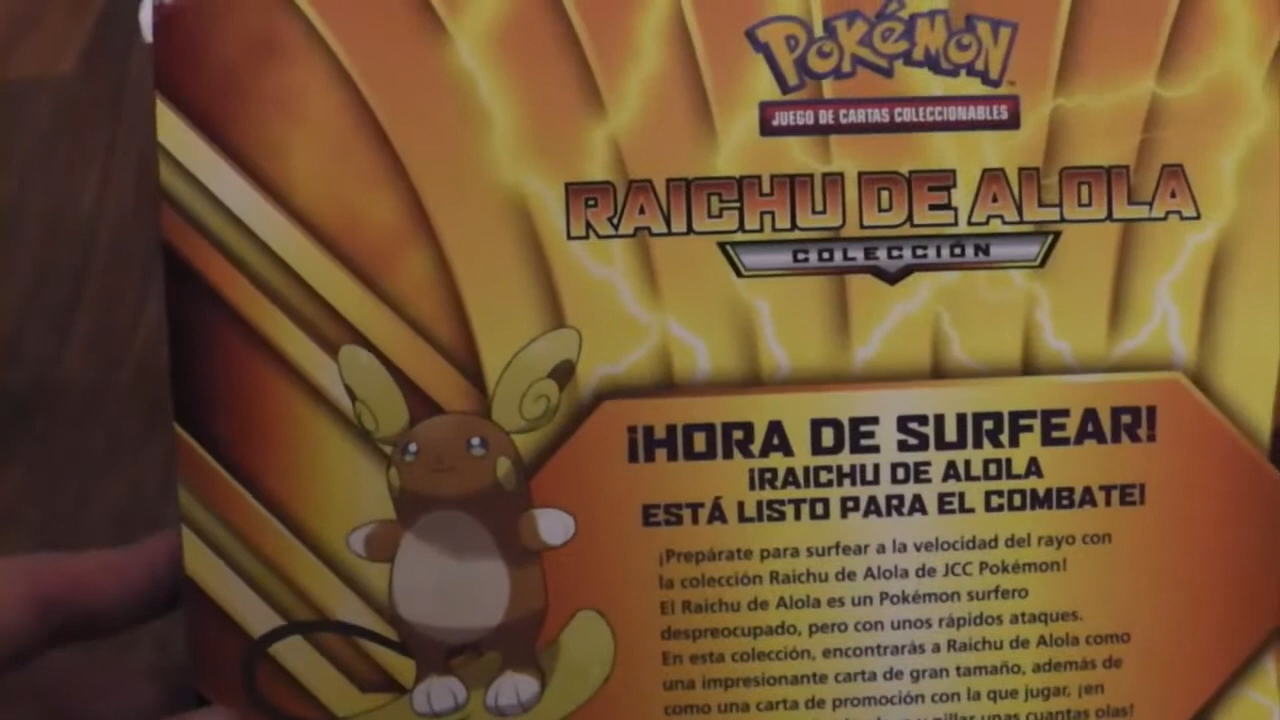 POKéMON
JUEGO DE CARTAS COLECCIONABLES
RAICHU DE ALOLA
COLECCIÓN
¡HORA DE SURFEAR!
¡RAICHU DE ALOLA
ESTÁ LISTO PARA EL COMBATE!
¡Prepárate para surfear a la velocidad del rayo con
la colección Raichu de Alola de JCC Pokémon!
El Raichu de Alola es un Pokémon surfero
despreocupado, pero con unos rápidos ataques.
En esta colección, encontrarás a Raichu de Alola como
una impresionante carta de gran tamaño, además de
como una carta de promoción con la que jugar, ¡en
pillar unas cuantas olas!